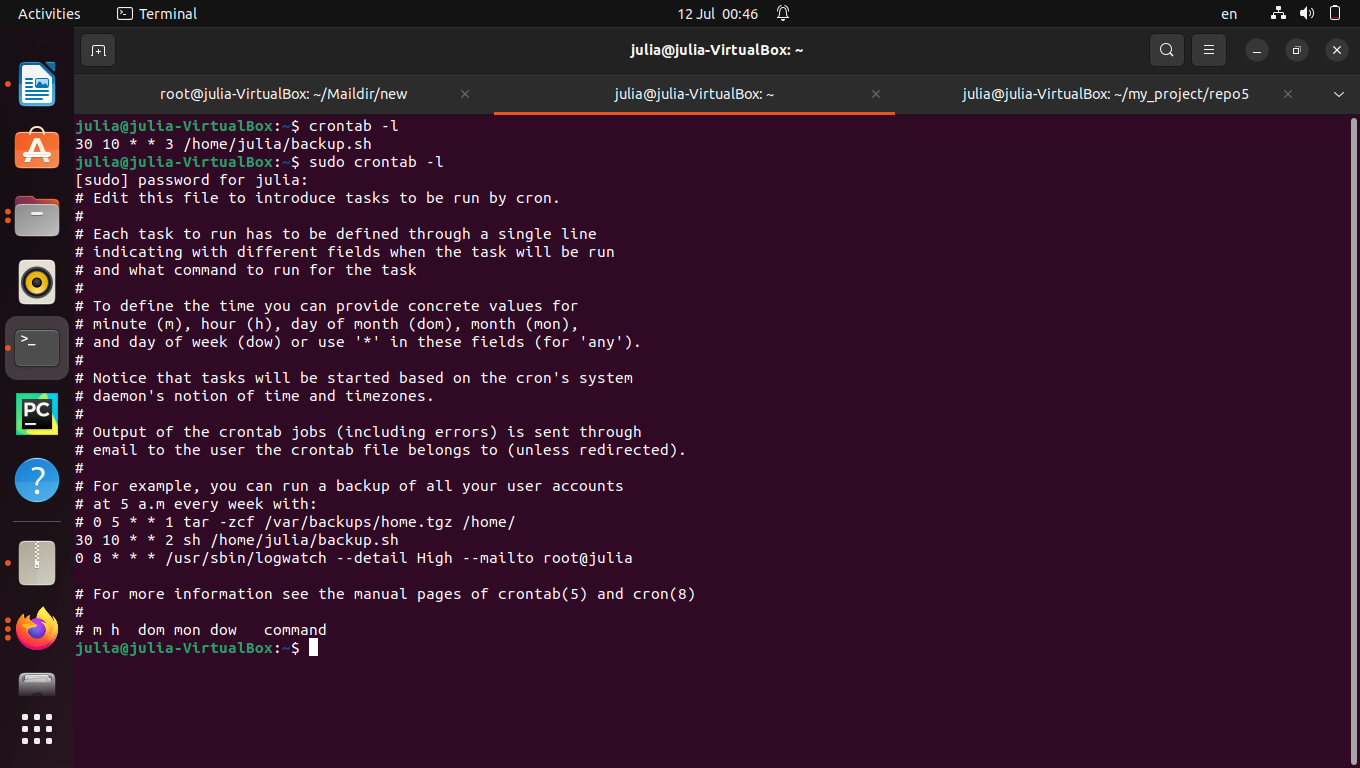 Activities Terminal 12 Jul 00:46 en
julia@julia-VirtualBox: ~
root@julia-VirtualBox: ~/Maildir/new julia@julia-VirtualBox: ~ julia@julia-VirtualBox: ~/my_project/repo5
julia@julia-VirtualBox:~$ crontab -l
30 10 * * 3 /home/julia/backup.sh
julia@julia-VirtualBox:~$ sudo crontab -l
[sudo] password for julia:
# Edit this file to introduce tasks to be run by cron.
#
# Each task to run has to be defined through a single line
# indicating with different fields when the task will be run
# and what command to run for the task
#
# To define the time you can provide concrete values for
# minute (m), hour (h), day of month (dom), month (mon),
# and day of week (dow) or use '*' in these fields (for 'any').
#
# Notice that tasks will be started based on the cron's system
# daemon's notion of time and timezones.
#
# Output of the crontab jobs (including errors) is sent through
# email to the user the crontab file belongs to (unless redirected).
#
# For example, you can run a backup of all your user accounts
# at 5 a.m every week with:
# 0 5 * * 1 tar -zcf /var/backups/home.tgz /home/
30 10 * * 2 sh /home/julia/backup.sh
0 8 * * * /usr/sbin/logwatch --detail High --mailto root@julia

# For more information see the manual pages of crontab(5) and cron(8)
#
# m h  dom mon dow   command
julia@julia-VirtualBox:~$
>_
PC
?